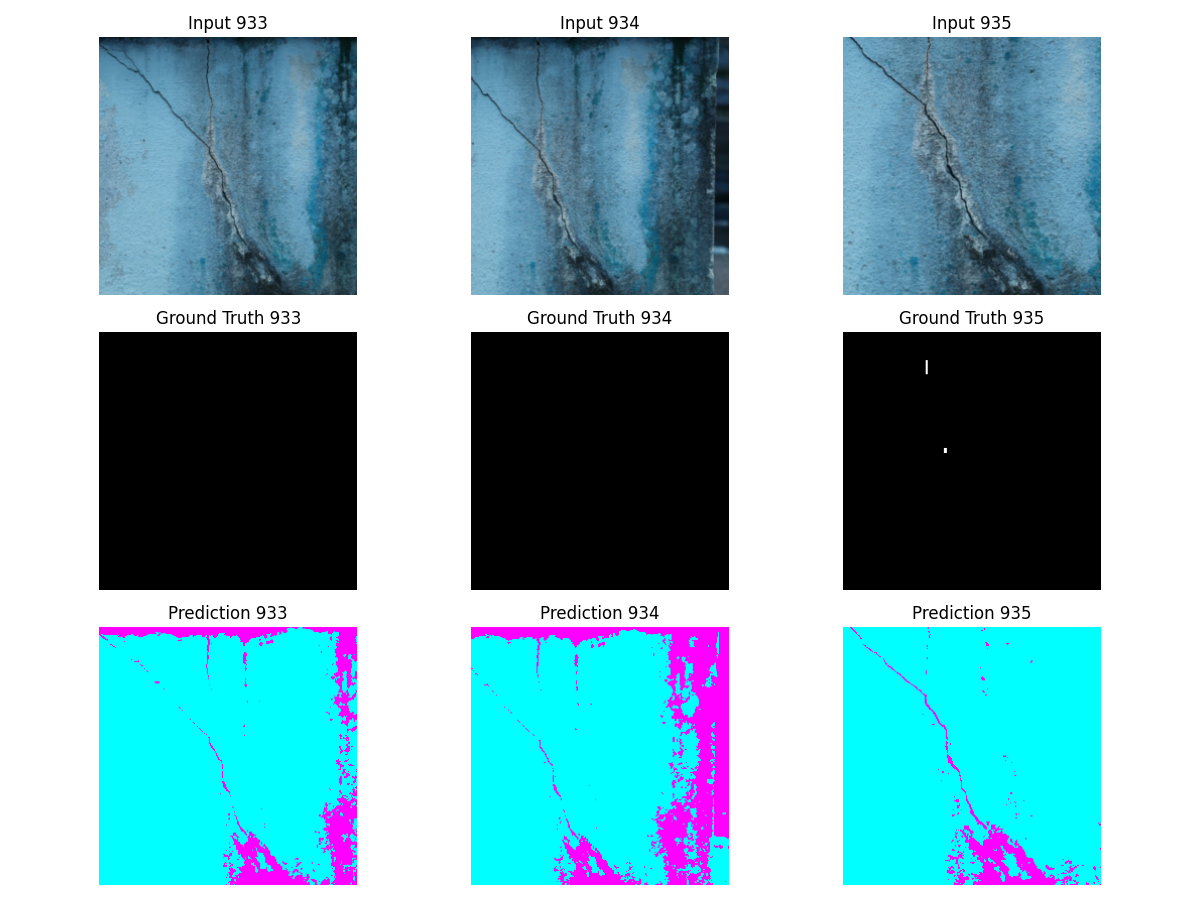 Input 933
Input 934
Input 935
Ground Truth 933
Ground Truth 934
Ground Truth 935
Prediction 933
Prediction 934
Prediction 935